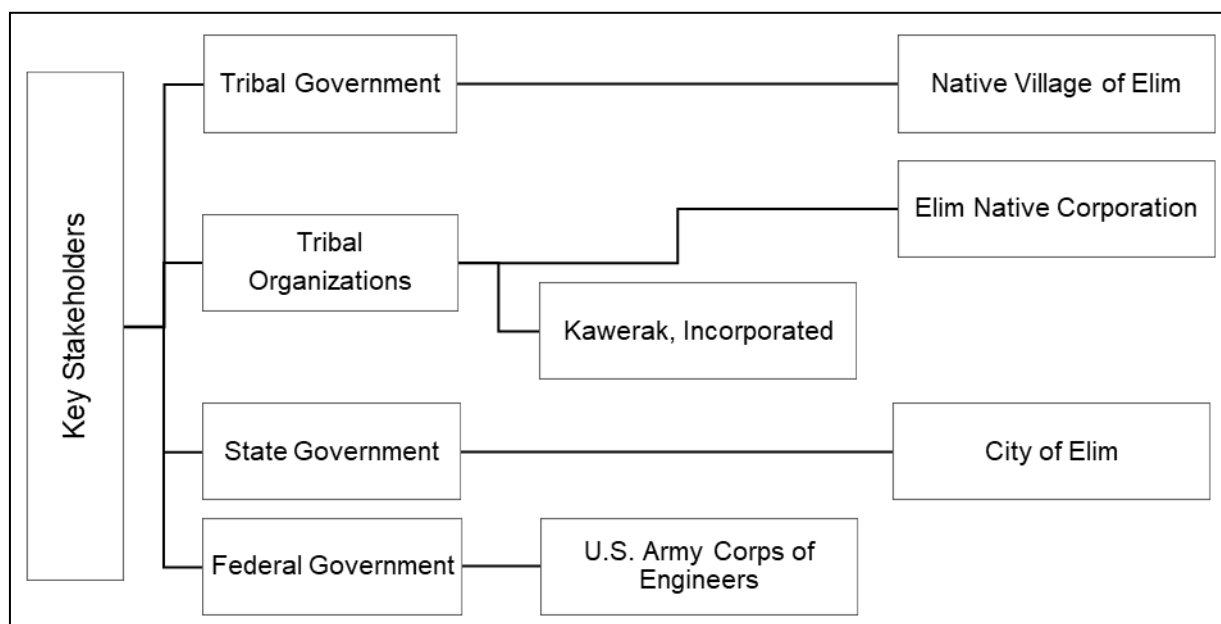 Key Stakeholders
Tribal Government
Native Village of Elim
Tribal
Organizations
Elim Native Corporation
Kawerak, Incorporated
State Government
City of Elim
Federal Government
U.S. Army Corps of
Engineers